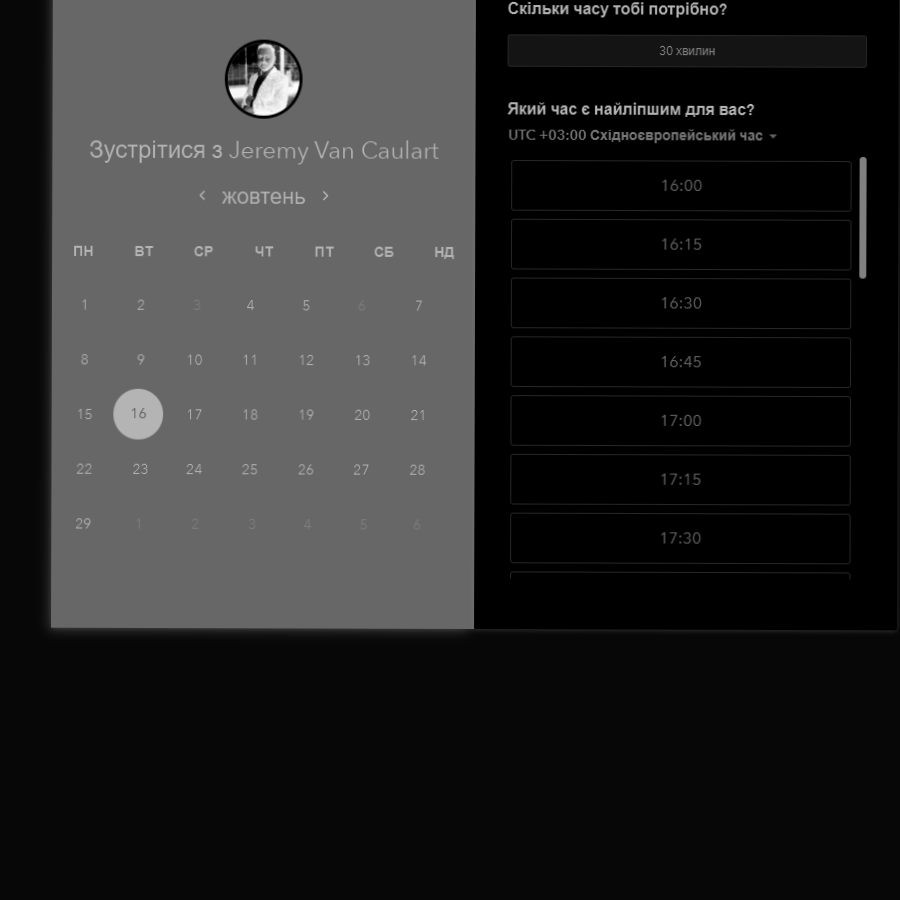 Зустрітися з Jeremy Van Caulart
жовтень
ПН ВТ СР ЧТ ПТ СБ НД
1 2 3 4 5 6 7
8 9 10 11 12 13 14
15 16 17 18 19 20 21
22 23 24 25 26 27 28
29 1 2 3 4 5 6
Скільки часу тобі потрібно?
30 хвилин
Який час є найліпшим для вас?
UTC +03:00 Східноєвропейський час
16:00
16:15
16:30
16:45
17:00
17:15
17:30